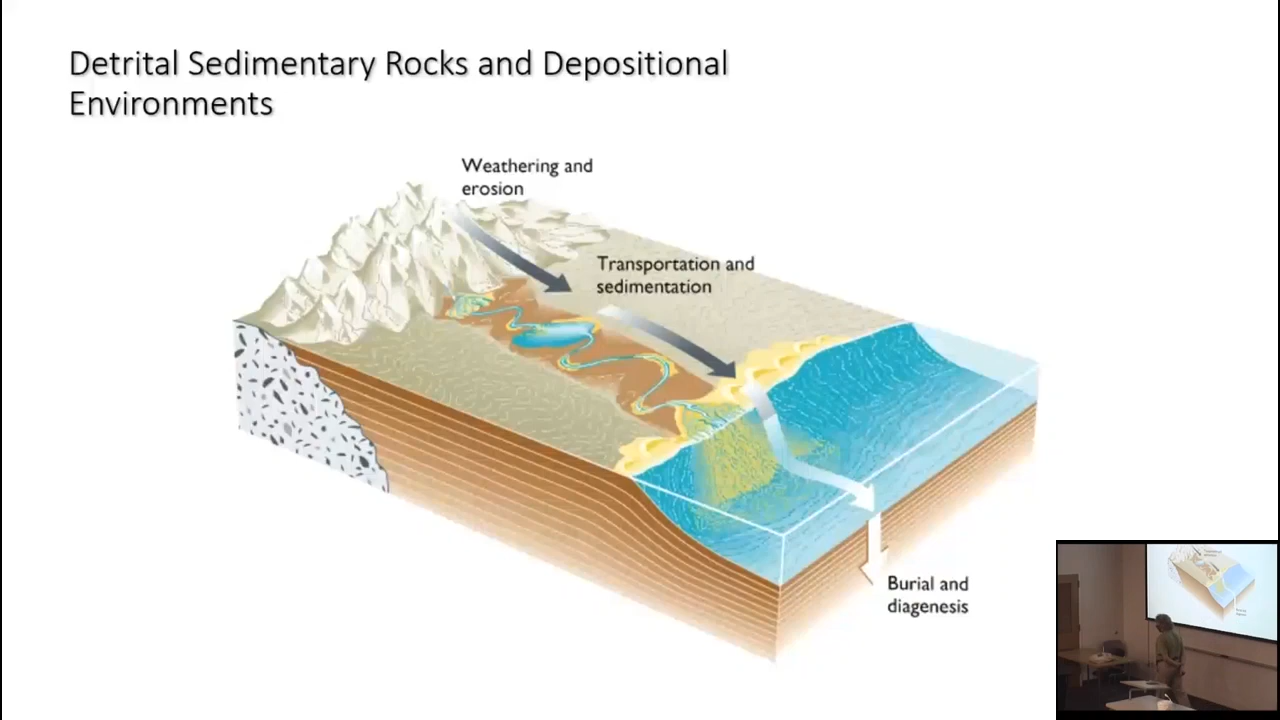 Detrital Sedimentary Rocks and Depositional
Environments
Weathering and
erosion
Transportation and
sedimentation
Burial and
diagenesis